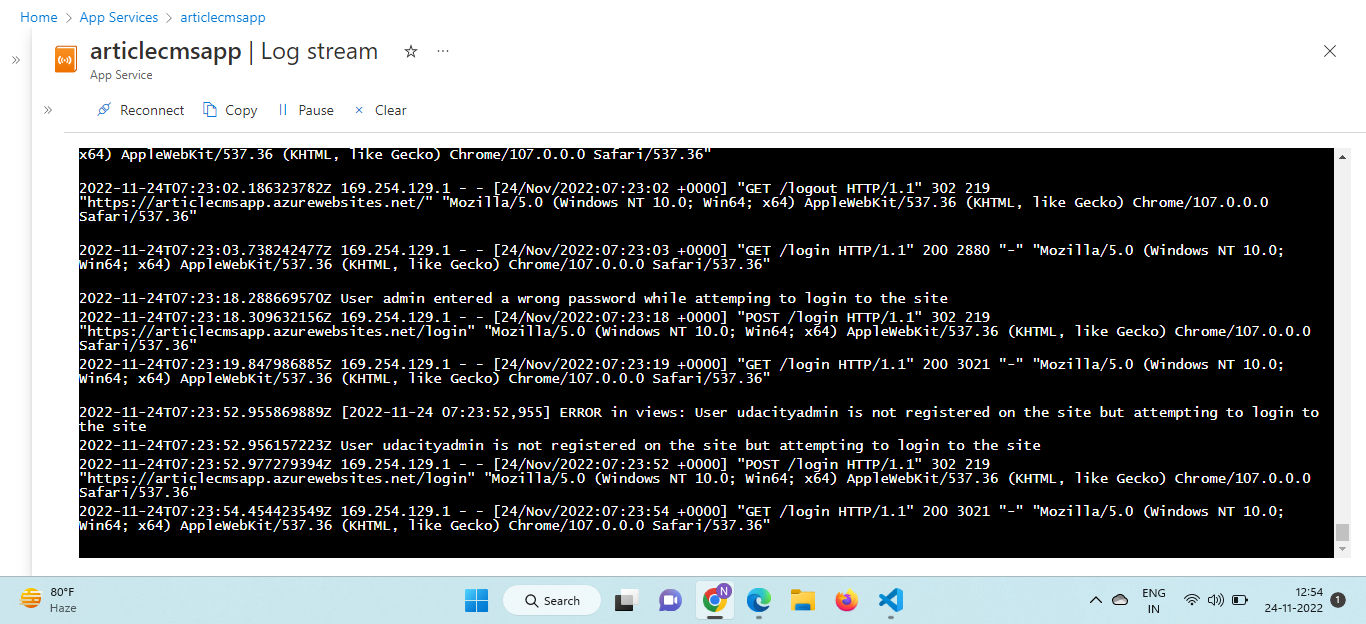 Home > App Services > articlecmsapp
articlecmsapp | Log stream
App Service
Reconnect Copy Pause Clear
x64) AppleWebKit/537.36 (KHTML, like Gecko) Chrome/107.0.0.0 Safari/537.36"
2022-11-24T07:23:02.186323782Z 169.254.129.1 - - [24/Nov/2022:07:23:02 +0000] "GET /logout HTTP/1.1" 302 219
"https://articlecmsapp.azurewebsites.net/" "Mozilla/5.0 (Windows NT 10.0; Win64; x64) AppleWebKit/537.36 (KHTML, like Gecko) Chrome/107.0.0.0
Safari/537.36"
2022-11-24T07:23:03.738242477Z 169.254.129.1 - - [24/Nov/2022:07:23:03 +0000] "GET /login HTTP/1.1" 200 2880 "-" "Mozilla/5.0 (Windows NT 10.0;
Win64; x64) AppleWebKit/537.36 (KHTML, like Gecko) Chrome/107.0.0.0 Safari/537.36"
2022-11-24T07:23:18.288669570Z User admin entered a wrong password while attemping to login to the site
2022-11-24T07:23:18.309632156Z 169.254.129.1 - - [24/Nov/2022:07:23:18 +0000] "POST /login HTTP/1.1" 302 219
"https://articlecmsapp.azurewebsites.net/login" "Mozilla/5.0 (Windows NT 10.0; Win64; x64) AppleWebKit/537.36 (KHTML, like Gecko) Chrome/107.0.0.0
Safari/537.36"
2022-11-24T07:23:19.847986885Z 169.254.129.1 - - [24/Nov/2022:07:23:19 +0000] "GET /login HTTP/1.1" 200 3021 "-" "Mozilla/5.0 (Windows NT 10.0;
Win64; x64) AppleWebKit/537.36 (KHTML, like Gecko) Chrome/107.0.0.0 Safari/537.36"
2022-11-24T07:23:52.955869889Z [2022-11-24 07:23:52,955] ERROR in views: User udacityadmin is not registered on the site but attempting to login to
the site
2022-11-24T07:23:52.956157223Z User udacityadmin is not registered on the site but attempting to login to the site
2022-11-24T07:23:52.977279394Z 169.254.129.1 - - [24/Nov/2022:07:23:52 +0000] "POST /login HTTP/1.1" 302 219
"https://articlecmsapp.azurewebsites.net/login" "Mozilla/5.0 (Windows NT 10.0; Win64; x64) AppleWebKit/537.36 (KHTML, like Gecko) Chrome/107.0.0.0
Safari/537.36"
2022-11-24T07:23:54.454423549Z 169.254.129.1 - - [24/Nov/2022:07:23:54 +0000] "GET /login HTTP/1.1" 200 3021 "-" "Mozilla/5.0 (Windows NT 10.0;
Win64; x64) AppleWebKit/537.36 (KHTML, like Gecko) Chrome/107.0.0.0 Safari/537.36"
80°F
Haze
Search
N
ENG
IN
12:54
24-11-2022
1